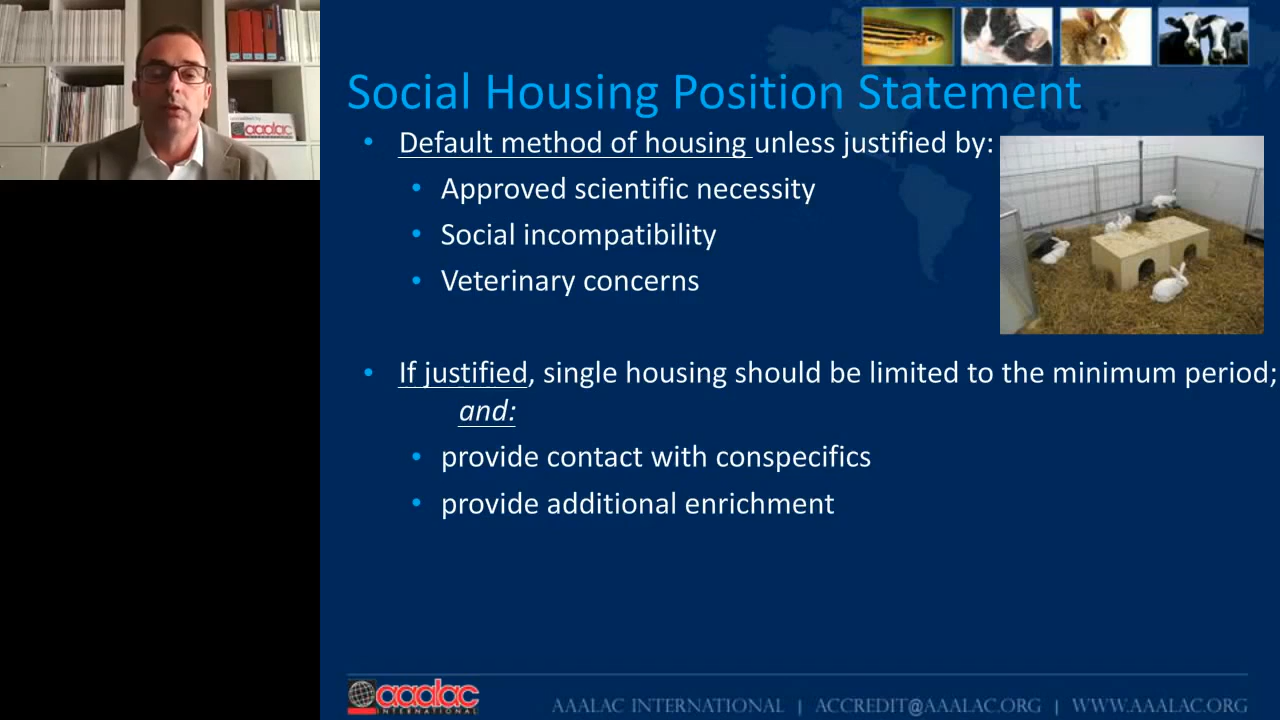 Social Housing Position Statement
• Default method of housing unless justified by:
• Approved scientific necessity
• Social incompatibility
• Veterinary concerns
• If justified, single housing should be limited to the minimum period;
and:
• provide contact with conspecifics
• provide additional enrichment
aaalac
INTERNATIONAL
AAALAC INTERNATIONAL | ACCREDIT@AAALAC.ORG | WWW.AAALAC.ORG
aaalac